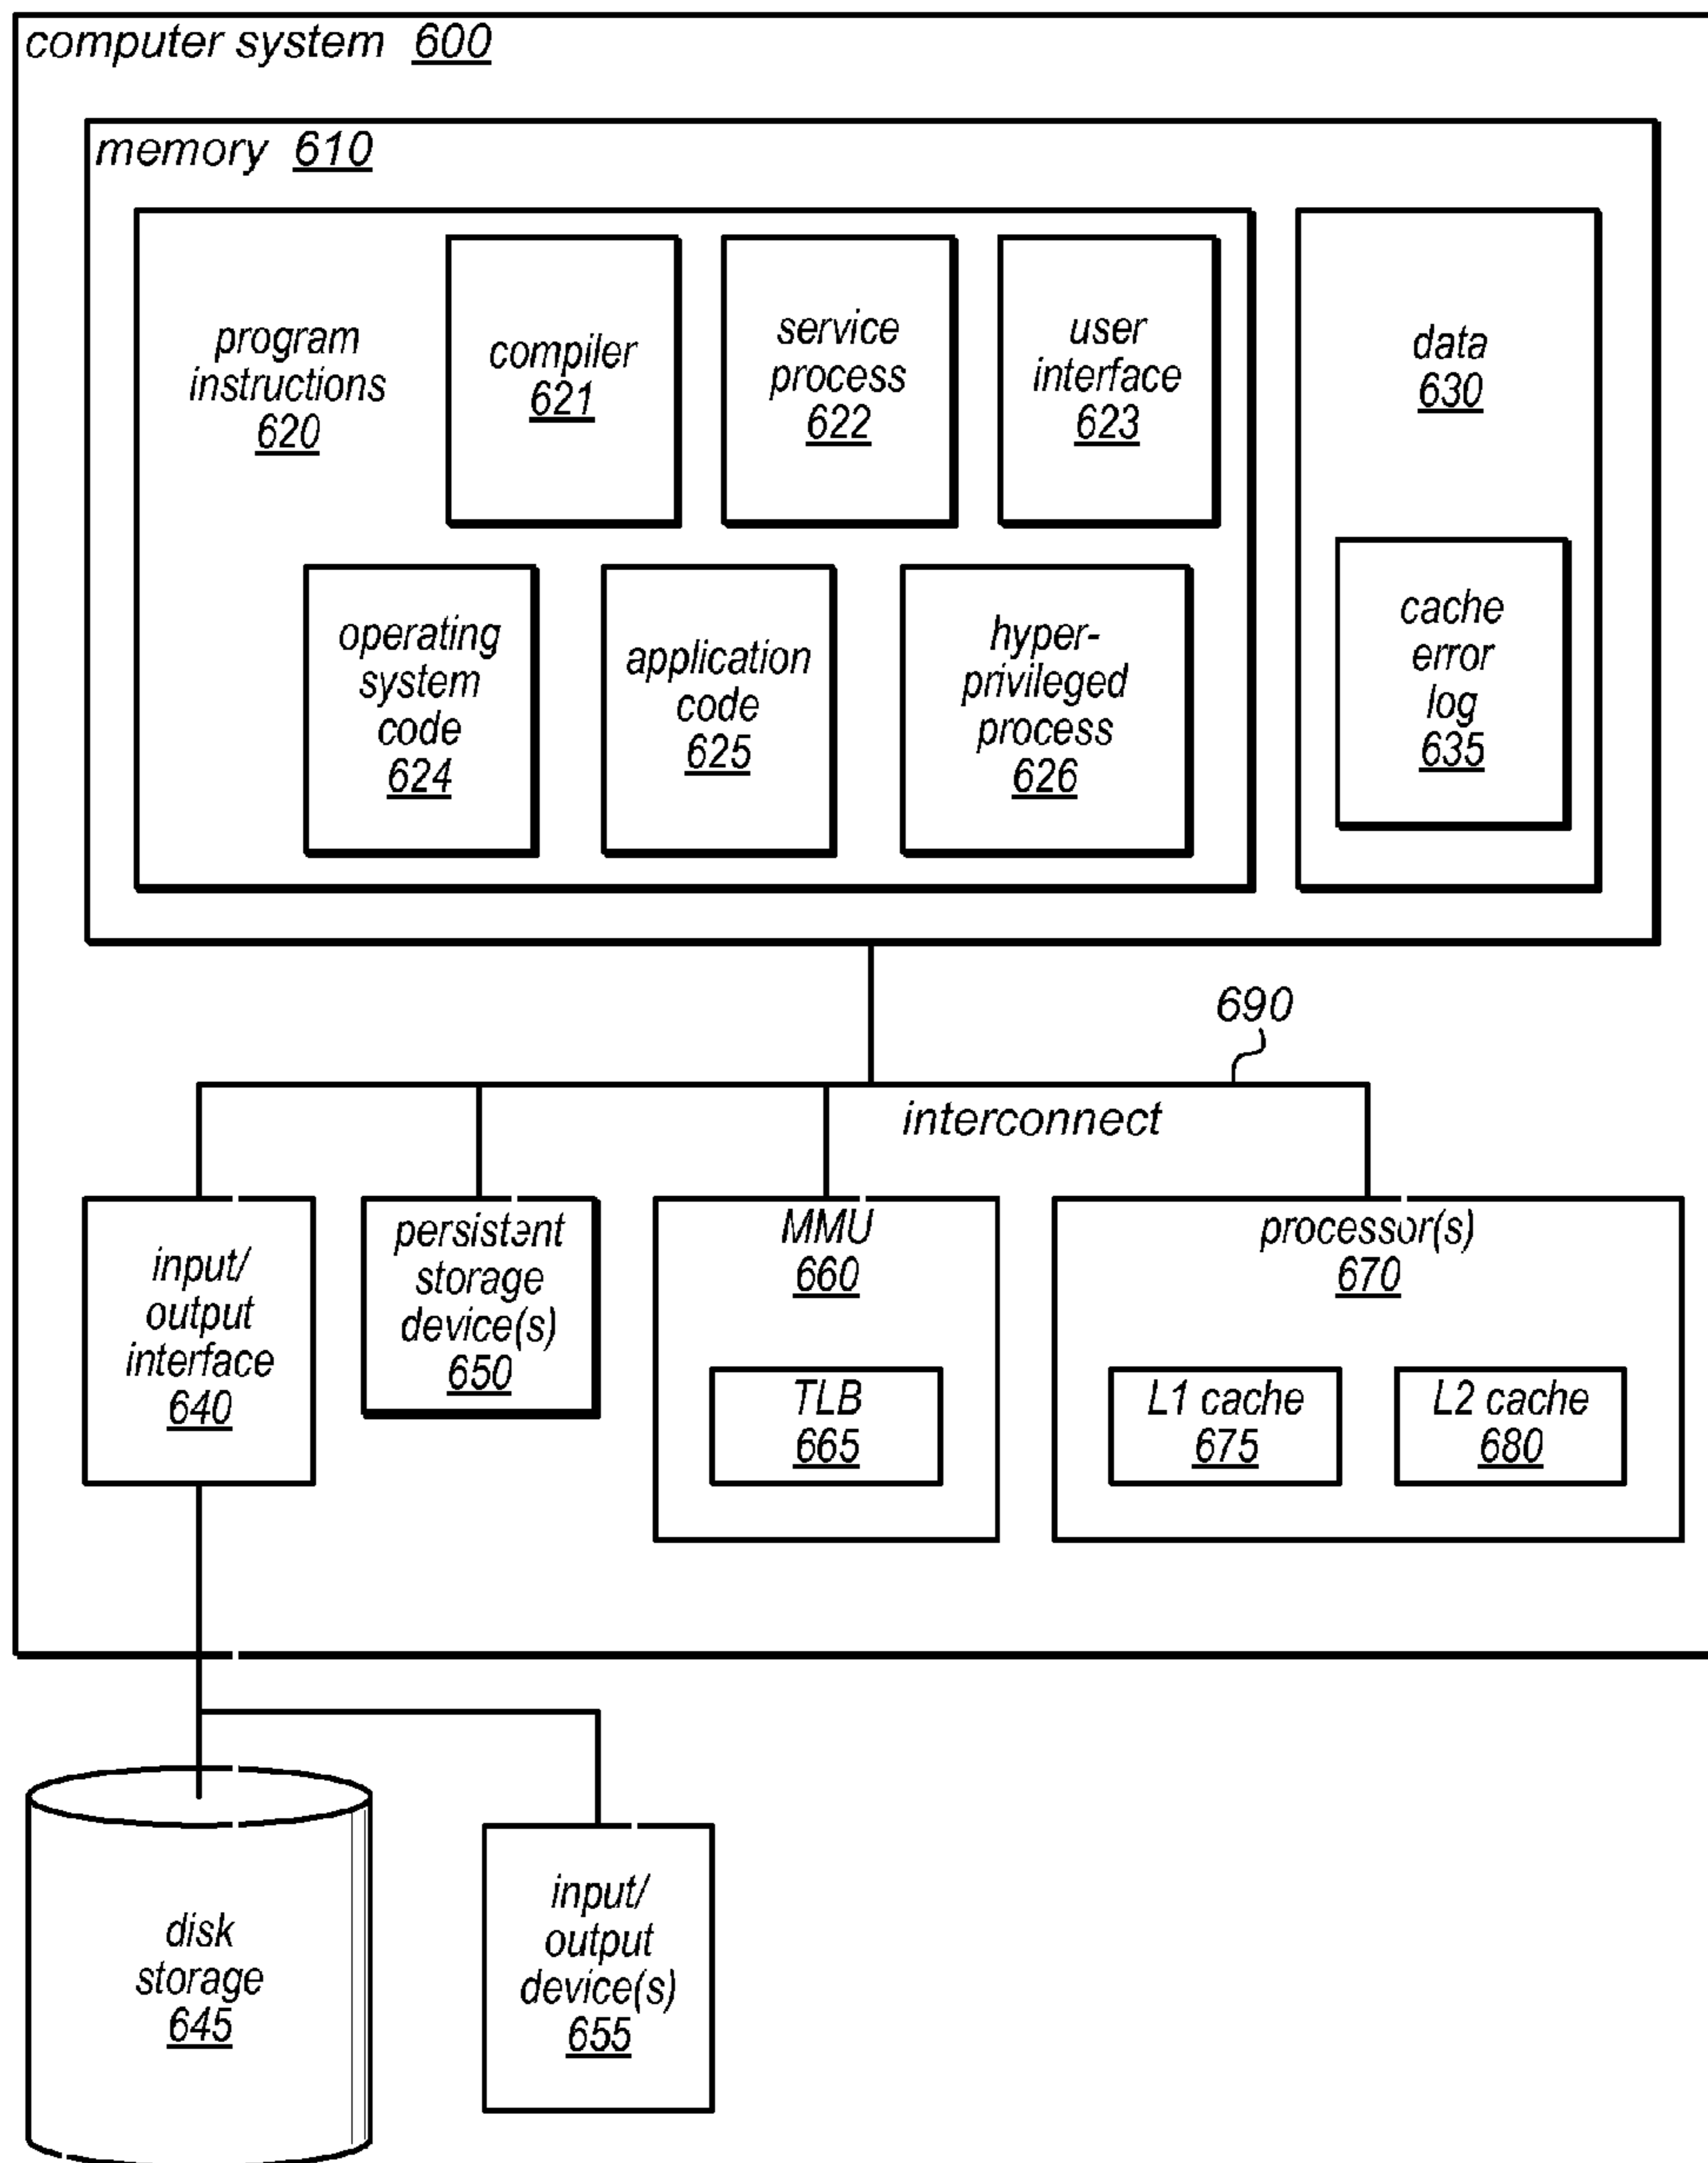 computer system 600
memory 610
program
instructions
620
compiler
621
service
process
622
user
interface
623
operating
system
code
624
application
code
625
hyper-
privileged
process
626
data
630
cache
error
log
635
690
interconnect
input/
output
interface
640
persistent
storage
device(s)
650
MMU
660
TLB
665
processor(s)
670
L1 cache
675
L2 cache
680
disk
storage
645
input/
output
device(s)
655